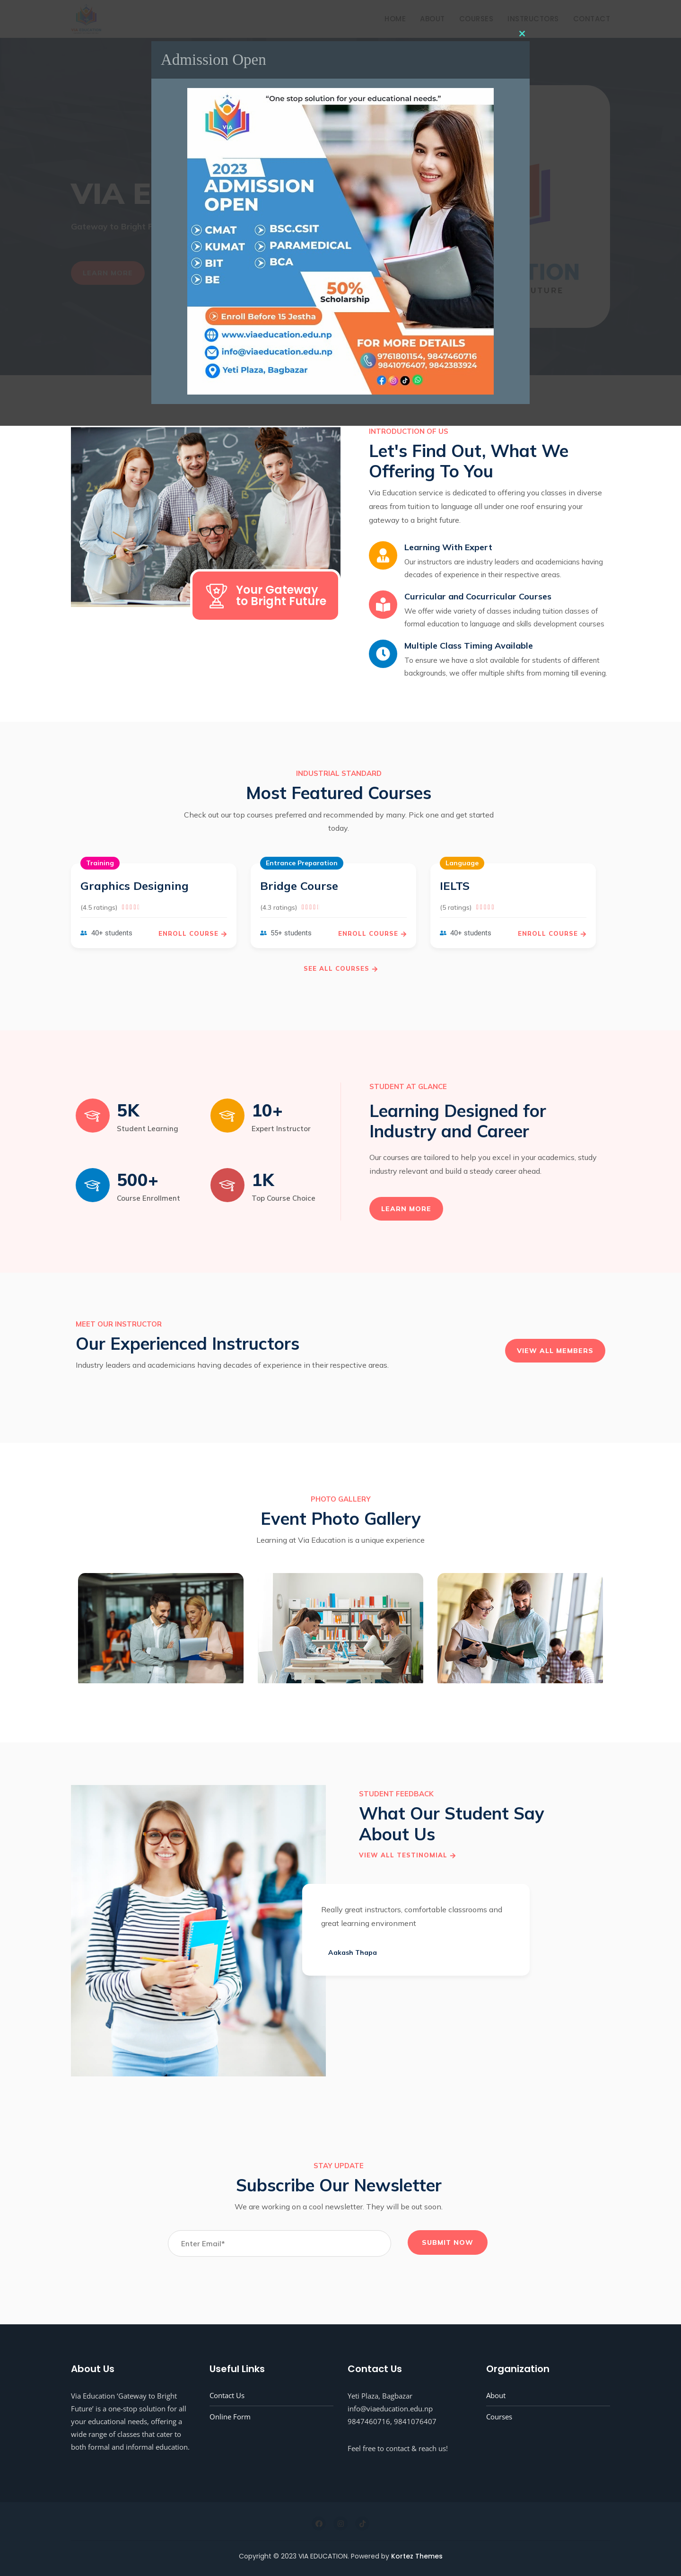 HOME ABOUT COURSES INSTRUCTORS CONTACT
Admission Open
"One stop solution for your educational needs."
VIA
2023
ADMISSION
OPEN
CMAT
KUMAT
BIT
BE
BSC.CSIT
PARAMEDICAL
BCA
50%
Scholarship
Enroll Before 15 Jestha
www.viaeducation.edu.np
info@viaeducation.edu.np
Yeti Plaza, Bagbazar
FOR MORE DETAILS
9761801154, 9847460716
9841076407, 9842383924
VIA E
Gateway to Bright F
LEARN MORE
INTRODUCTION OF US
Let's Find Out, What We
Offering To You
Via Education service is dedicated to offering you classes in diverse
areas from tuition to language all under one roof ensuring your
gateway to a bright future.
Your Gateway
to Bright Future
Learning With Expert
Our instructors are industry leaders and academicians having
decades of experience in their respective areas.
Curricular and Cocurricular Courses
We offer wide variety of classes including tuition classes of
formal education to language and skills development courses
Multiple Class Timing Available
To ensure we have a slot available for students of different
backgrounds, we offer multiple shifts from morning till evening.
INDUSTRIAL STANDARD
Most Featured Courses
Check out our top courses preferred and recommended by many. Pick one and get started
today.
Training
Graphics Designing
(4.5 ratings)
40+ students
ENROLL COURSE
Entrance Preparation
Bridge Course
(4.3 ratings)
55+ students
ENROLL COURSE
Language
IELTS
(5 ratings)
40+ students
ENROLL COURSE
SEE ALL COURSES
5K
Student Learning
10+
Expert Instructor
500+
Course Enrollment
1K
Top Course Choice
STUDENT AT GLANCE
Learning Designed for
Industry and Career
Our courses are tailored to help you excel in your academics, study
industry relevant and build a steady career ahead.
LEARN MORE
MEET OUR INSTRUCTOR
Our Experienced Instructors
Industry leaders and academicians having decades of experience in their respective areas.
VIEW ALL MEMBERS
PHOTO GALLERY
Event Photo Gallery
Learning at Via Education is a unique experience
STUDENT FEEDBACK
What Our Student Say
About Us
VIEW ALL TESTINOMIAL
Really great instructors, comfortable classrooms and
great learning environment
Aakash Thapa
STAY UPDATE
Subscribe Our Newsletter
We are working on a cool newsletter. They will be out soon.
Enter Email*
SUBMIT NOW
About Us
Via Education 'Gateway to Bright
Future' is a one-stop solution for all
your educational needs, offering a
wide range of classes that cater to
both formal and informal education.
Useful Links
Contact Us
Online Form
Contact Us
Yeti Plaza, Bagbazar
info@viaeducation.edu.np
9847460716, 9841076407
Feel free to contact & reach us!
Organization
About
Courses
Copyright © 2023 VIA EDUCATION. Powered by Kortez Themes